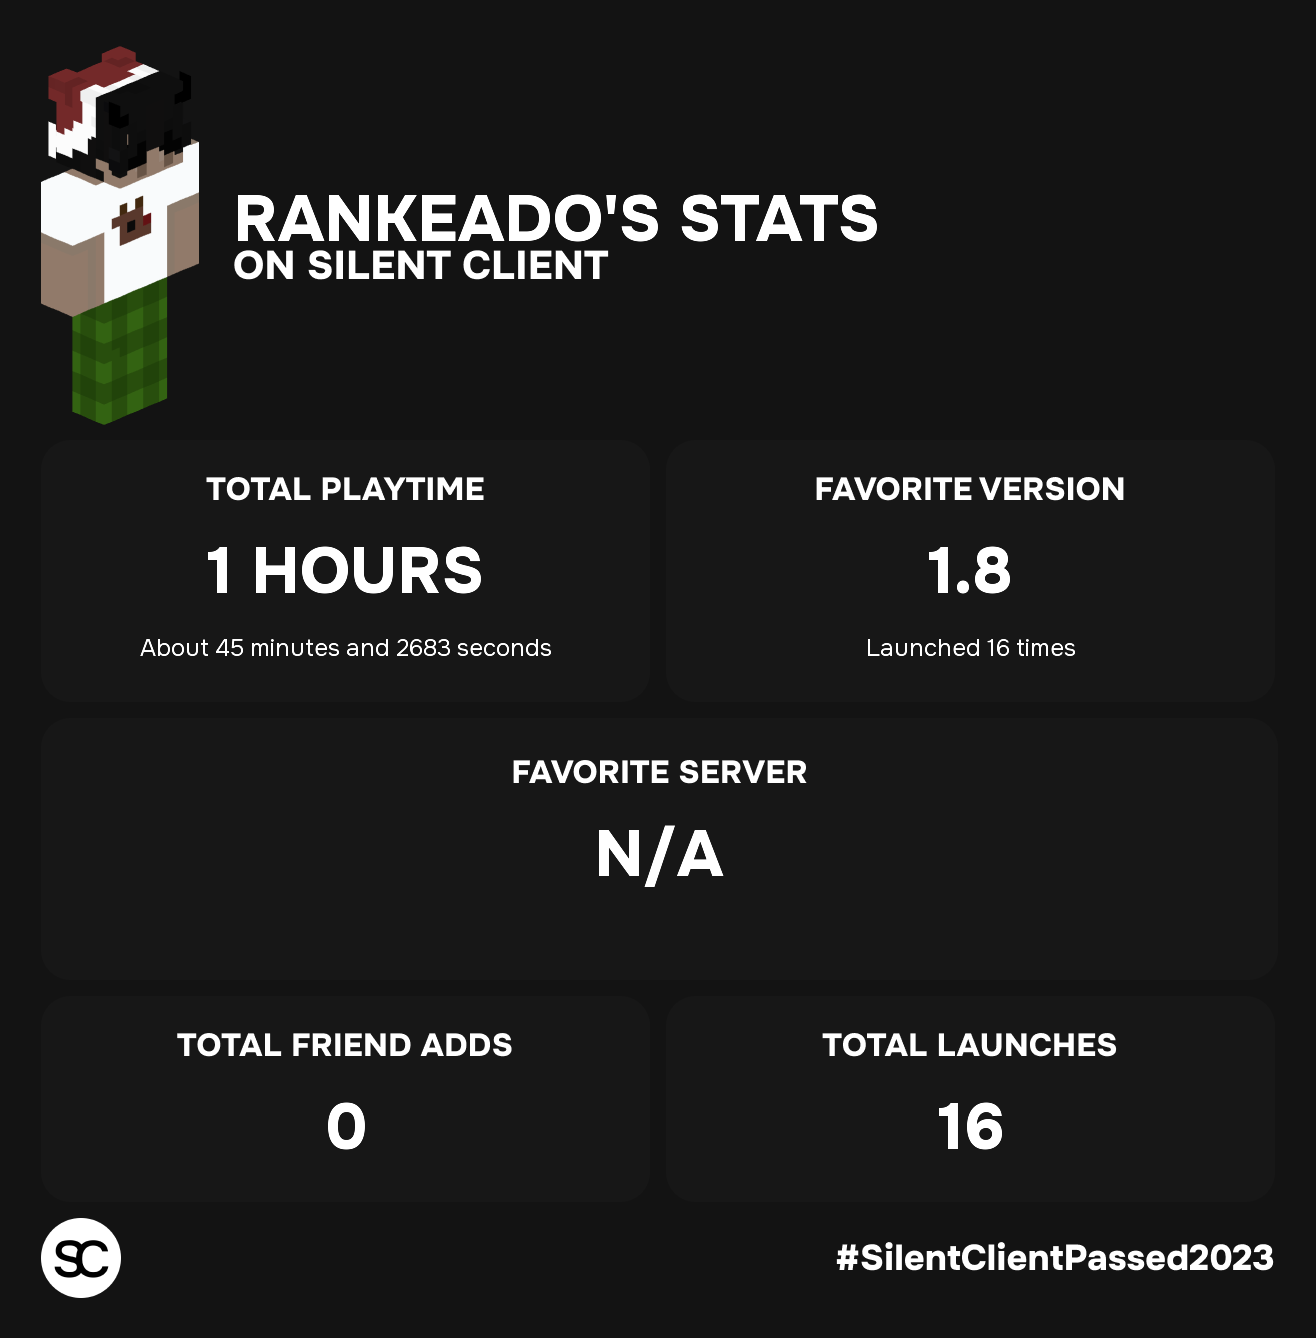 RANKEADO'S STATS
ON SILENT CLIENT
TOTAL PLAYTIME
1 HOURS
About 45 minutes and 2683 seconds
FAVORITE VERSION
1.8
Launched 16 times
FAVORITE SERVER
N/A
TOTAL FRIEND ADDS
0
TOTAL LAUNCHES
16
SC
#SilentClientPassed2023